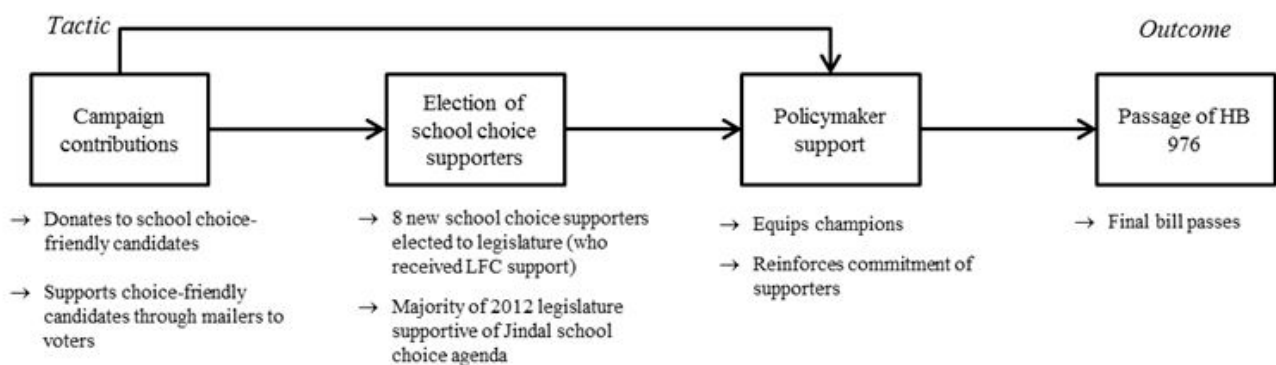 Tactic
Outcome
Campaign
contributions
Election of
school choice
supporters
Policymaker
support
Passage of HB
976
→ Donates to school choice-
friendly candidates
→ Supports choice-friendly
candidates through mailers to
voters
→ 8 new school choice supporters
elected to legislature (who
received LFC support)
→ Majority of 2012 legislature
supportive of Jindal school
choice agenda
→ Equips champions
→ Reinforces commitment of
supporters
→ Final bill passes